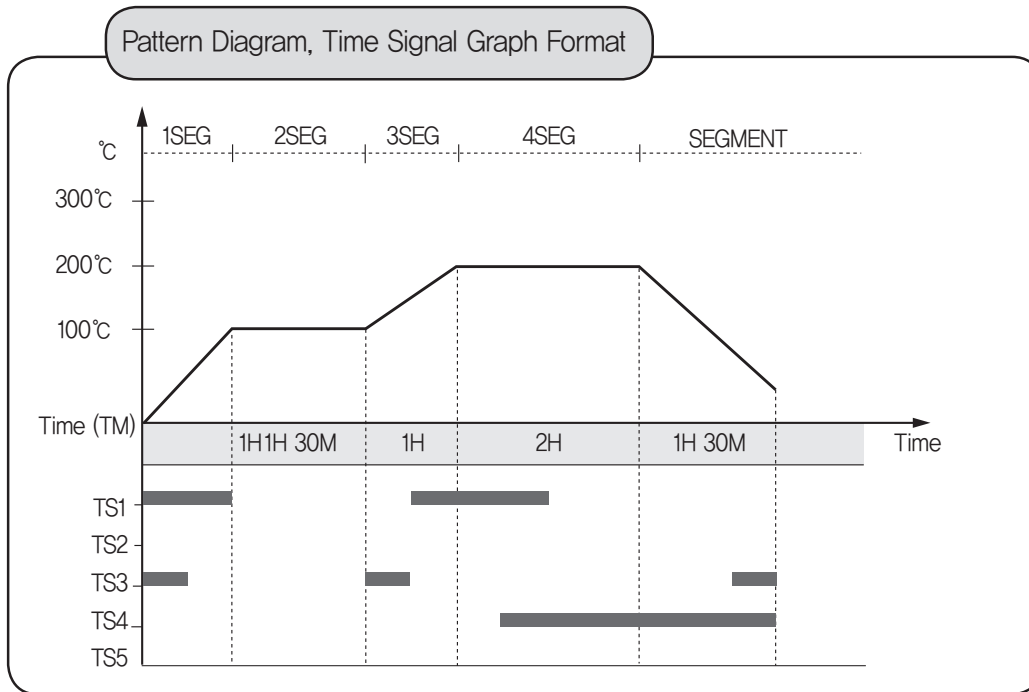 Pattern Diagram, Time Signal Graph Format
1SEG 2SEG 3SEG 4SEG SEGMENT
℃
300℃
200℃
100℃
Time (TM)
1H1H 30M 1H 2H 1H 30M Time
TS1
TS2
TS3
TS4
TS5